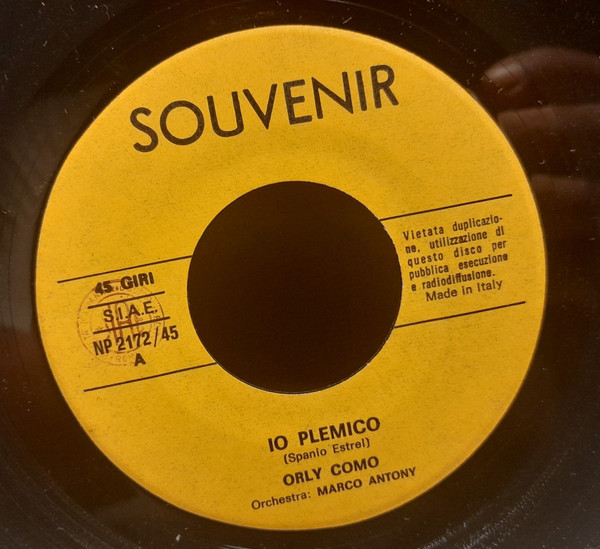 SOUVENIR
45 GIRI
S.I.A.E.
NP 2172/45
A
Vietata duplicazio-
ne, utilizzazione di
questo disco per
pubblica esecuzione
e radiodiffusione.
Made in Italy
IO PLEMICO
(Spanio Estrel)
ORLY COMO
Orchestra: MARCO ANTONY